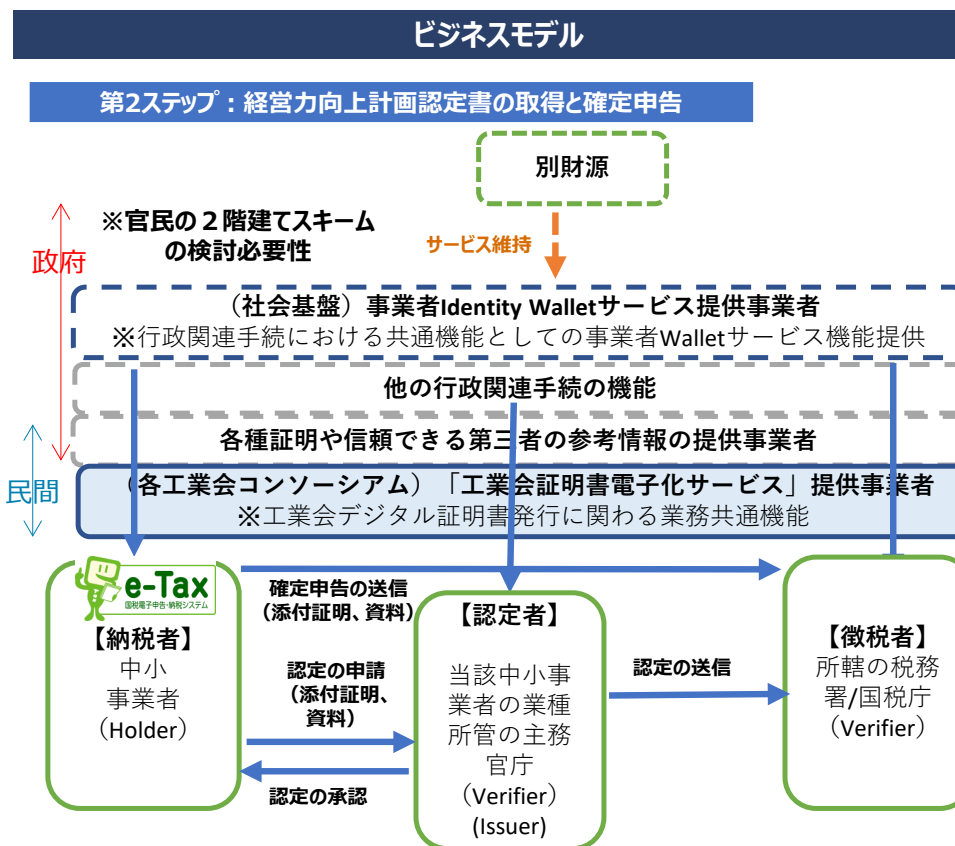 ビジネスモデル
第2ステップ：経営力向上計画認定書の取得と確定申告
別財源
※官民の２階建てスキーム
の検討必要性
サービス維持
政府
（社会基盤）事業者Identity Walletサービス提供事業者
※行政関連手続における共通機能としての事業者Walletサービス機能提供
他の行政関連手続の機能
各種証明や信頼できる第三者の参考情報の提供事業者
民間
（各工業会コンソーシアム）「工業会証明書電子化サービス」提供事業者
※工業会デジタル証明書発行に関わる業務共通機能
e-Tax
国税電子申告・納税システム
【納税者】
中小
事業者
（Holder）
確定申告の送信
（添付証明、資料）
認定の申請
（添付証明、
資料）
認定の承認
【認定者】
当該中小事
業者の業種
所管の主務
官庁
（Verifier）
(Issuer)
認定の送信
【徴税者】
所轄の税務
署/国税庁
（Verifier）